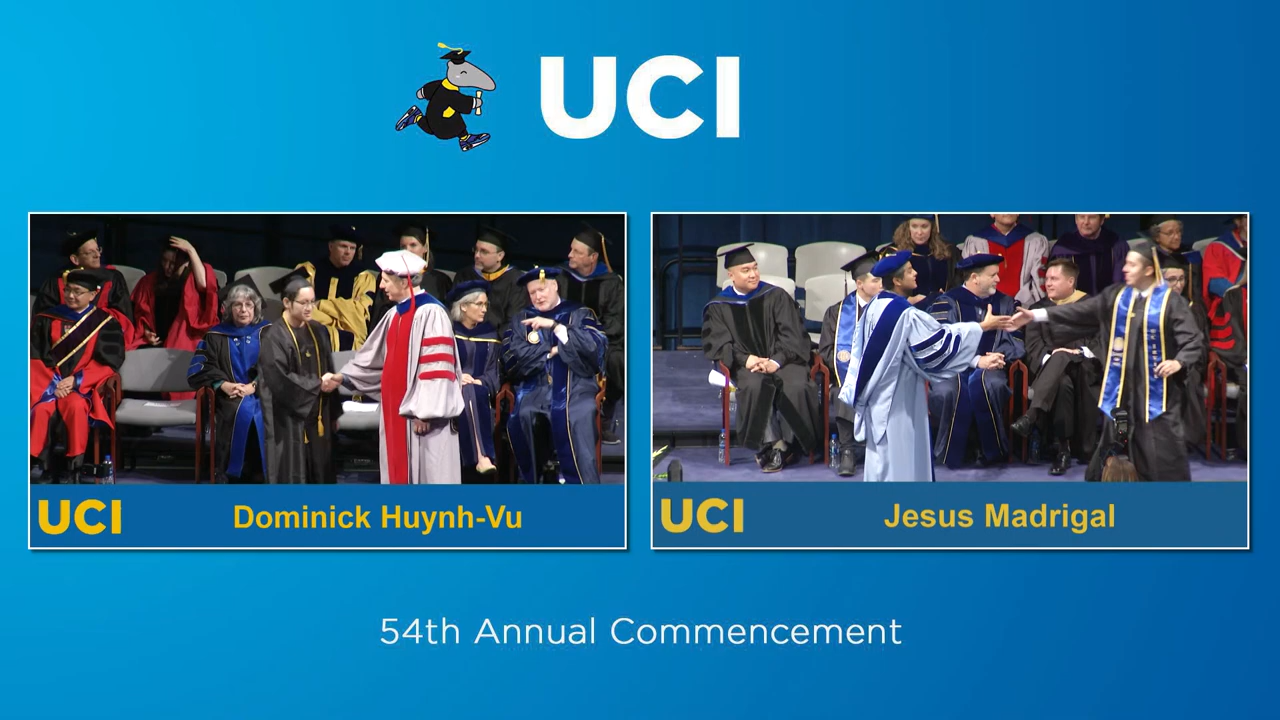 UCI
UCI
Dominick Huynh-Vu
UCI
Jesus Madrigal
54th Annual Commencement